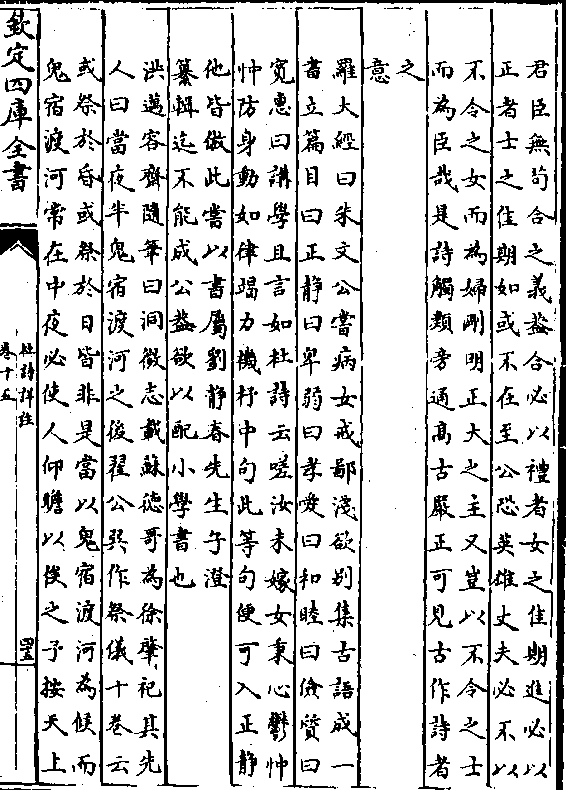 君臣無苟合之義葢合必以禮者女之佳期進必以
正者士之佳期如或不在至公恐英雄丈夫必不以
不令之女而為婦剛明正大之主又豈以不令之士
而為臣哉是詩觸類旁通髙古嚴正可見古作詩者
之
意
羅大經曰朱文公嘗病女戒鄙淺欲别集古語成一
書立篇目曰正静曰卑弱曰孝愛曰和睦曰儉質曰
寛恵曰講學且言如杜詩云嗟汝未嫁女秉心鬱忡
忡防身動如律竭力機杼中句此等句便可入正静
他皆倣此嘗以書屬劉静春先生子澄
纂輯迄不能成公葢欲以配小學書也
洪邁容齋隨筆曰洞微志載蘇徳哥為徐肇祀其先
人曰當夜半鬼宿渡河之後翟公巽作祭儀十卷云
或祭於昏或祭於日皆非是當以鬼宿渡河為候而
鬼宿渡河常在中夜必使人仰瞻以俟之予按天上
欽定四庫全書
杜詩詳註
卷十五
四五